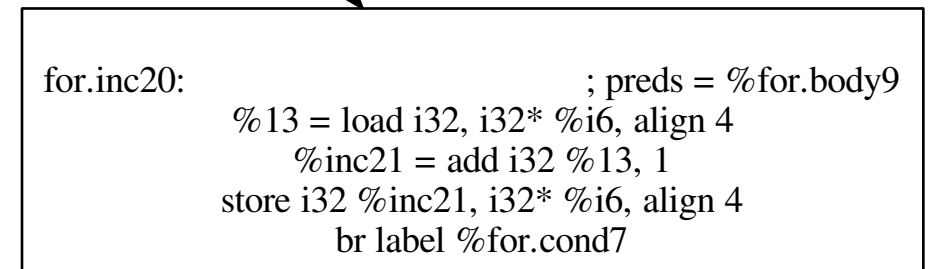 for.inc20: ; preds = %for.body9
%13 = load i32, i32* %i6, align 4
%inc21 = add i32 %13, 1
store i32 %inc21, i32* %i6, align 4
br label %for.cond7